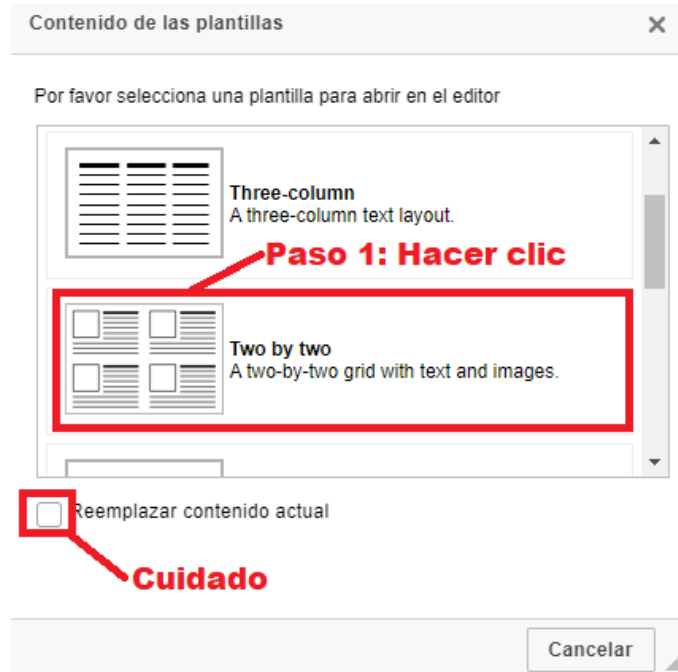 Contenido de las plantillas
Por favor selecciona una plantilla para abrir en el editor
Three-column
A three-column text layout.
Paso 1: Hacer clic
Two by two
A two-by-two grid with text and images.
Reemplazar contenido actual
Cuidado
Cancelar